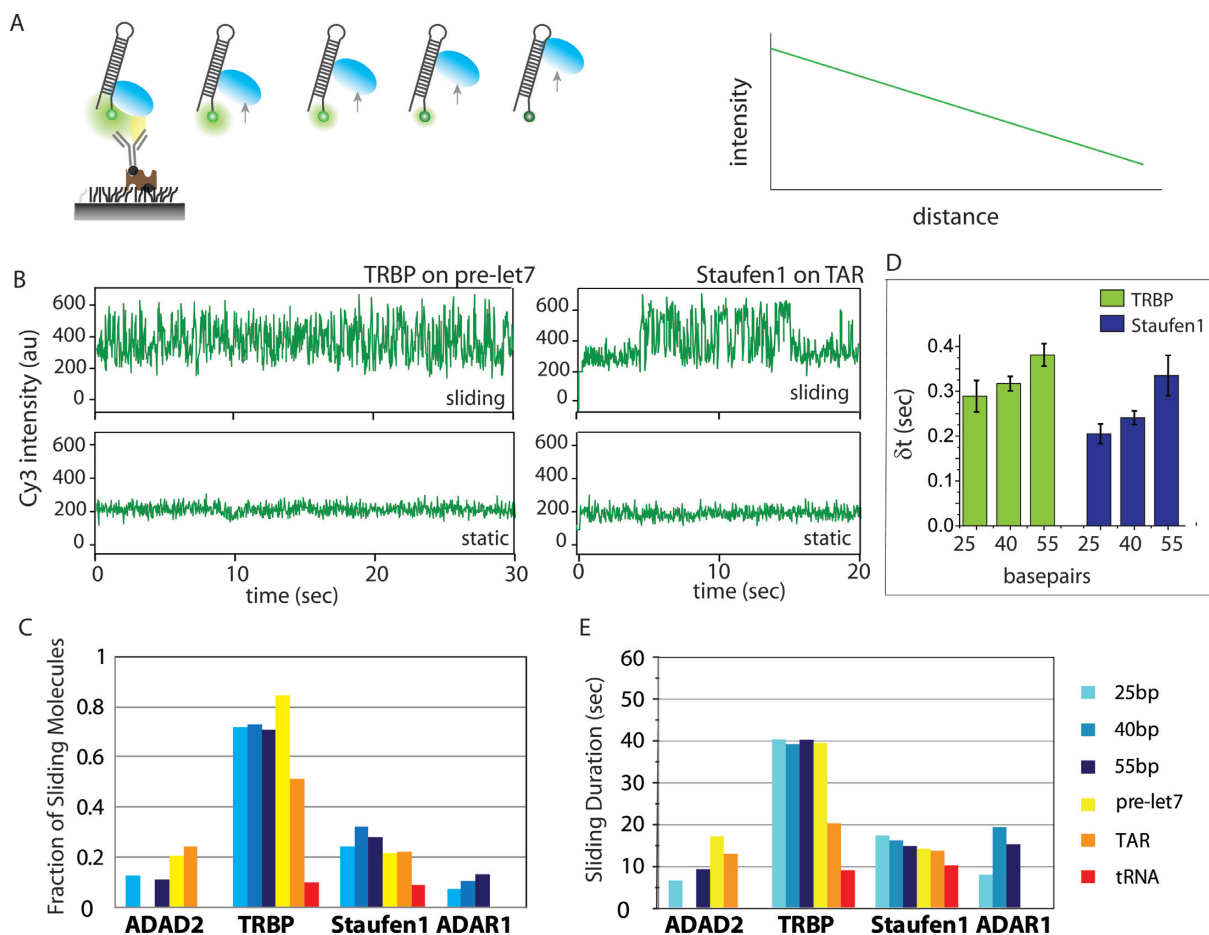 A
intensity
distance
B
TRBP on pre-let7
Staufen1 on TAR
Cy3 intensity (au)
600
400
200
0
sliding
600
400
200
0
sliding
600
400
200
0
static
0
10
20
30
time (sec)
600
400
200
0
static
0
10
20
time (sec)
D
TRBP
Staufen1
δt (sec)
0.4
0.3
0.2
0.0
25
40
55
25
40
55
basepairs
C
Fraction of Sliding Molecules
1
0.8
0.6
0.4
0.2
0
ADAD2
TRBP
Staufen1
ADAR1
E
Sliding Duration (sec)
60
50
40
30
20
10
0
ADAD2
TRBP
Staufen1
ADAR1
25bp
40bp
55bp
pre-let7
TAR
tRNA